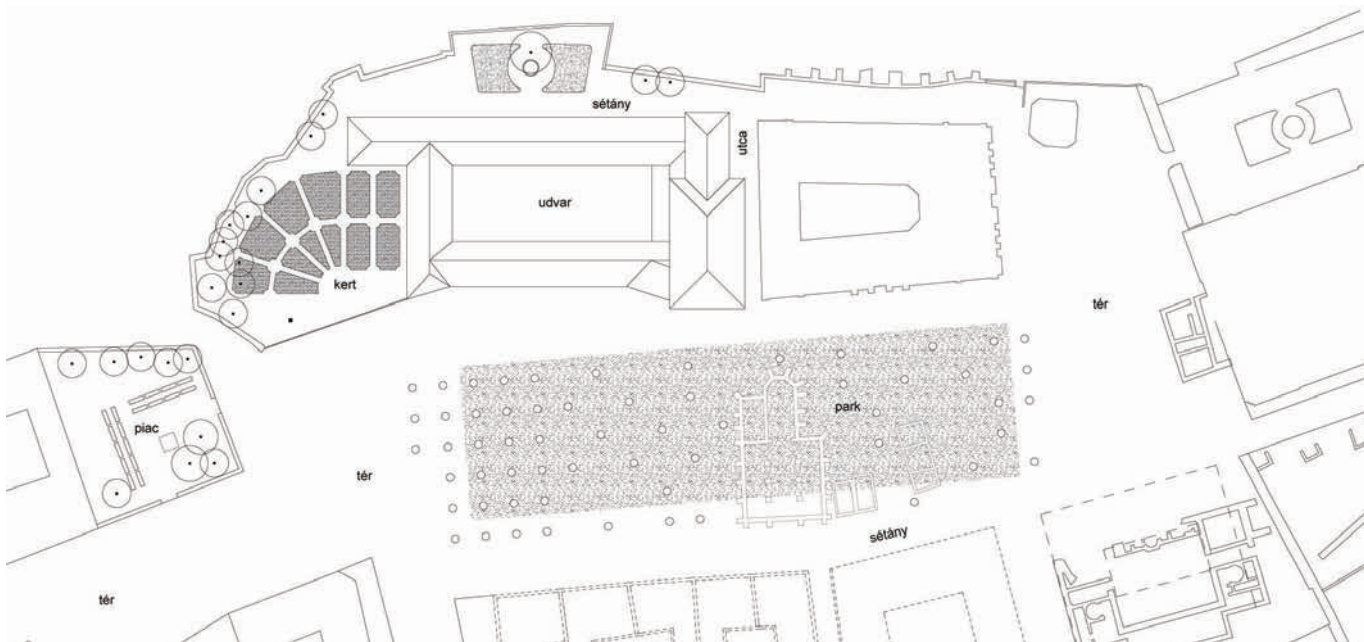 sétány
utca
udvar
kert
tér
park
piac
tér
sétány
tér